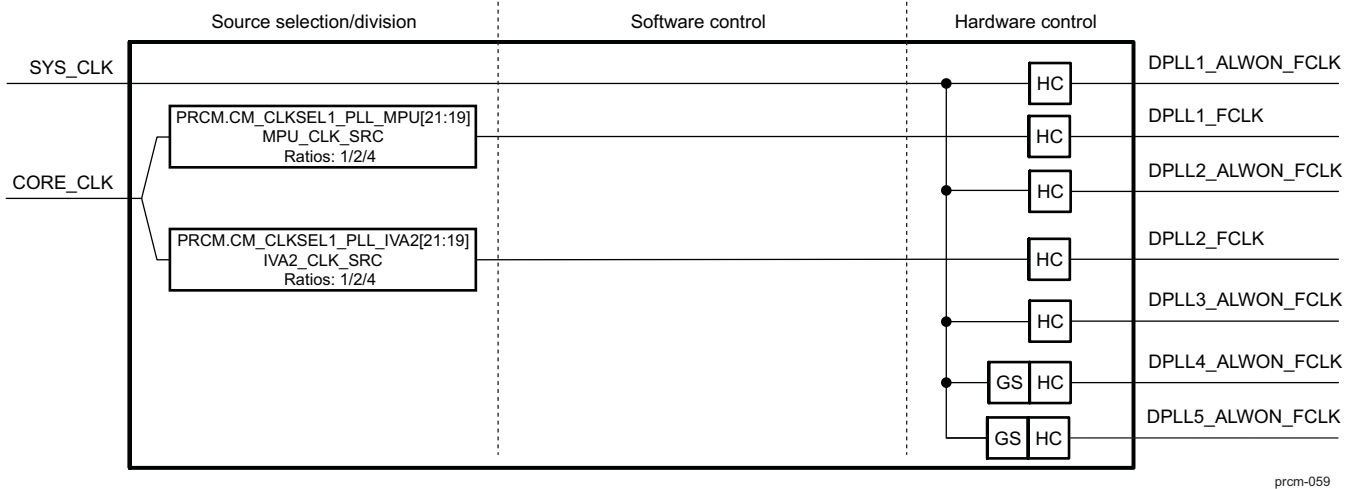 Source selection/division
Software control
Hardware control
SYS_CLK
HC
DPLL1_ALWON_FCLK
PRCM.CM_CLKSEL1_PLL_MPU[21:19]
MPU_CLK_SRC
Ratios: 1/2/4
HC
DPLL1_FCLK
CORE_CLK
HC
DPLL2_ALWON_FCLK
PRCM.CM_CLKSEL1_PLL_IVA2[21:19]
IVA2_CLK_SRC
Ratios: 1/2/4
HC
DPLL2_FCLK
HC
DPLL3_ALWON_FCLK
GS HC
DPLL4_ALWON_FCLK
GS HC
DPLL5_ALWON_FCLK
prcm-059